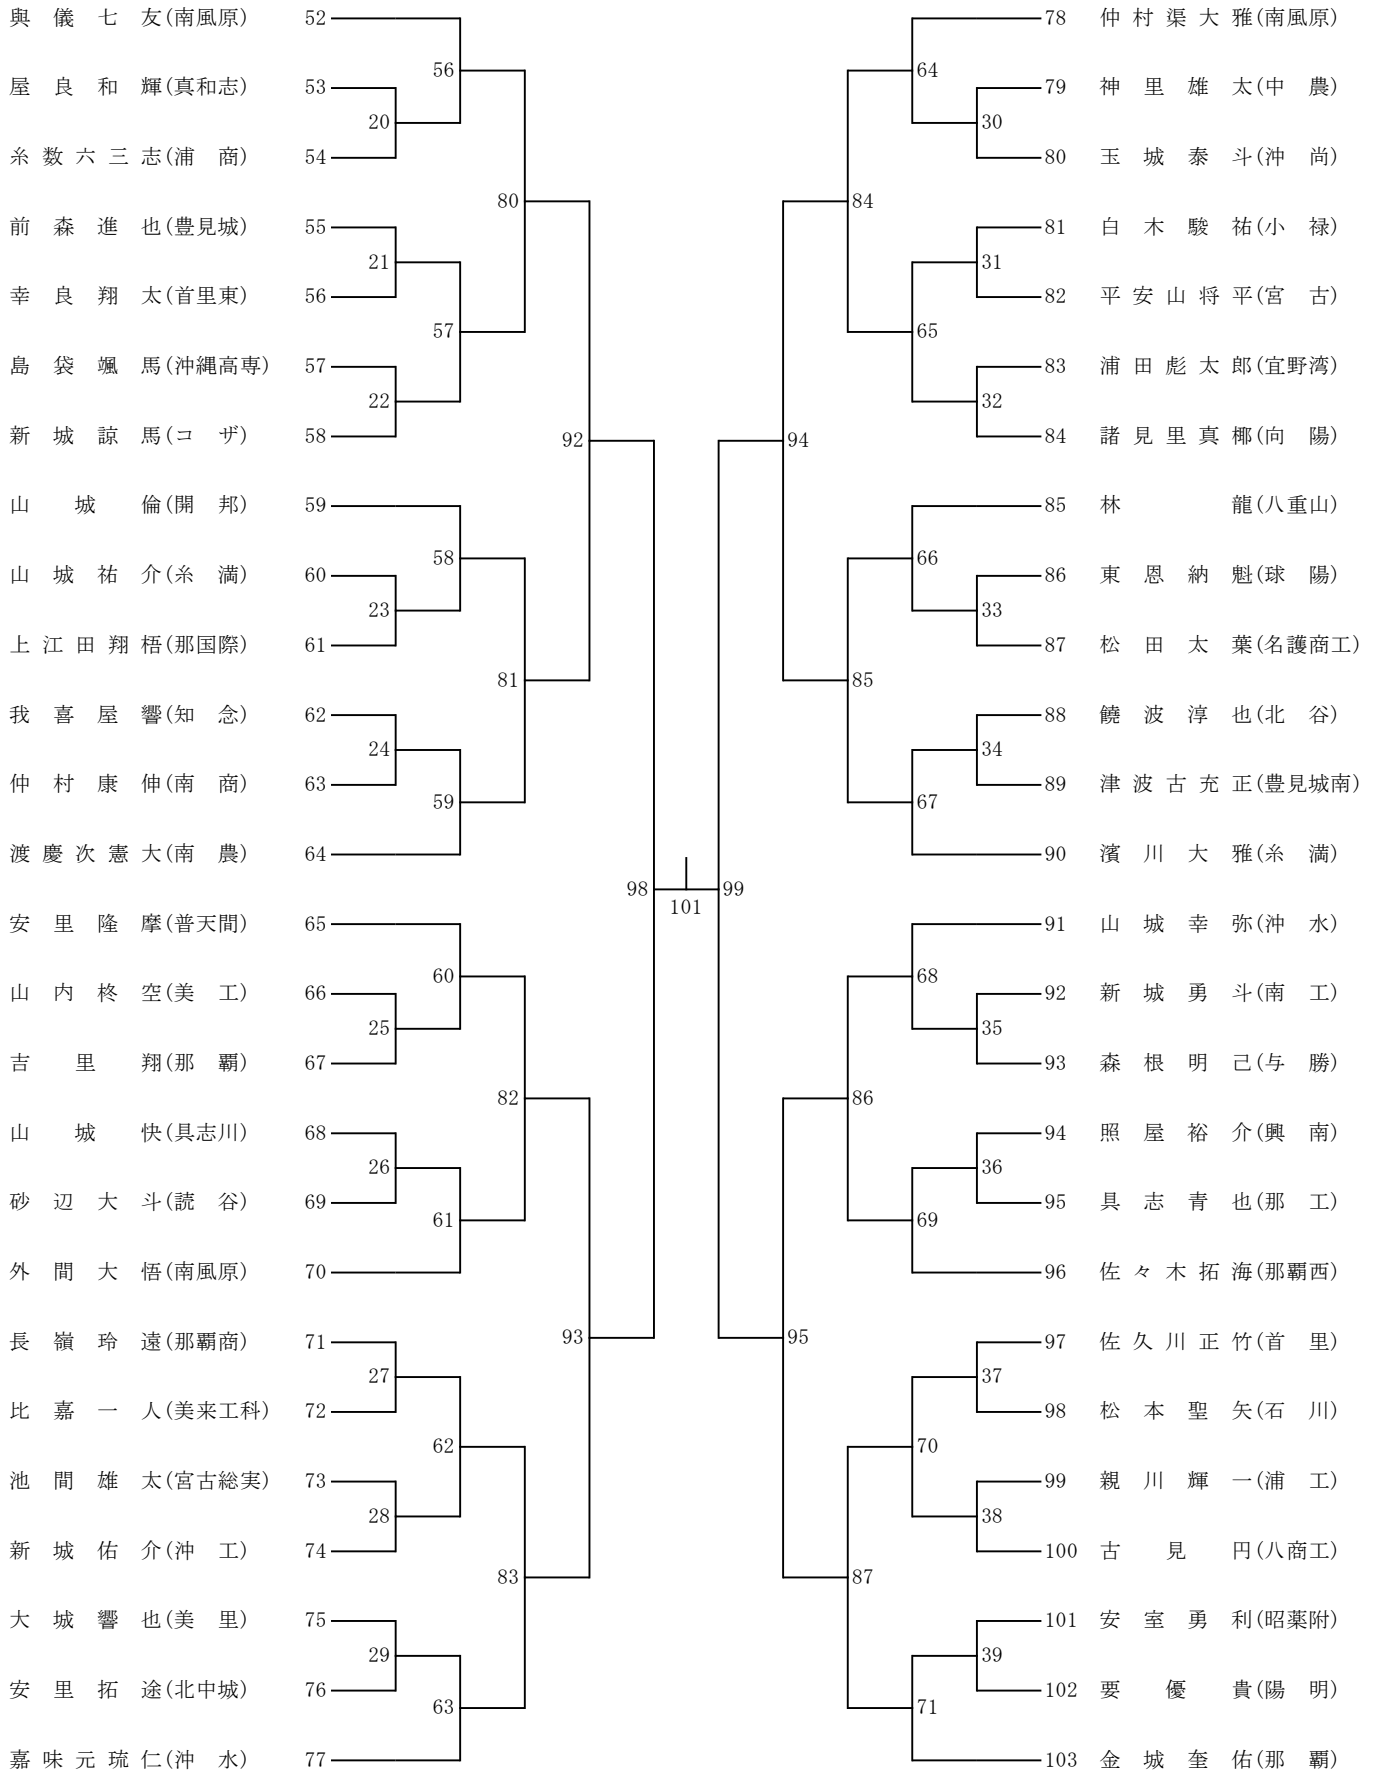 與儀七友(南風原) 52
屋良和輝(真和志) 53
糸数六三志(浦商) 54
前森進也(豊見城) 55
幸良翔太(首里東) 56
島袋颯馬(沖縄高専) 57
新城諒馬(コザ) 58
山城倫(開邦) 59
山城祐介(糸満) 60
上江田翔梧(那国際) 61
我喜屋響(知念) 62
仲村康伸(南商) 63
渡慶次憲大(南農) 64
安里隆摩(普天間) 65
山内柊空(美工) 66
吉里翔(那覇) 67
山城快(具志川) 68
砂辺大斗(読谷) 69
外間大悟(南風原) 70
長嶺玲遠(那覇商) 71
比嘉一人(美来工科) 72
池間雄太(宮古総実) 73
新城佑介(沖工) 74
大城響也(美里) 75
安里拓途(北中城) 76
嘉味元琉仁(沖水) 77
20
21
22
23
24
25
26
27
28
29
56
57
58
59
60
61
62
63
80
81
82
83
92
93
98
101
99
94
95
84
85
86
87
64
65
66
67
68
69
70
71
30
31
32
33
34
35
36
37
38
39
78 仲村渠大雅(南風原)
79 神里雄太(中農)
80 玉城泰斗(沖尚)
81 白木駿祐(小禄)
82 平安山将平(宮古)
83 浦田彪太郎(宜野湾)
84 諸見里真椰(向陽)
85 林龍(八重山)
86 東恩納魁(球陽)
87 松田太葉(名護商工)
88 饒波淳也(北谷)
89 津波古充正(豊見城南)
90 濱川大雅(糸満)
91 山城幸弥(沖水)
92 新城勇斗(南工)
93 森根明己(与勝)
94 照屋裕介(興南)
95 具志青也(那工)
96 佐々木拓海(那覇西)
97 佐久川正竹(首里)
98 松本聖矢(石川)
99 親川輝一(浦工)
100 古見円(八商工)
101 安室勇利(昭薬附)
102 要優貴(陽明)
103 金城奎佑(那覇)